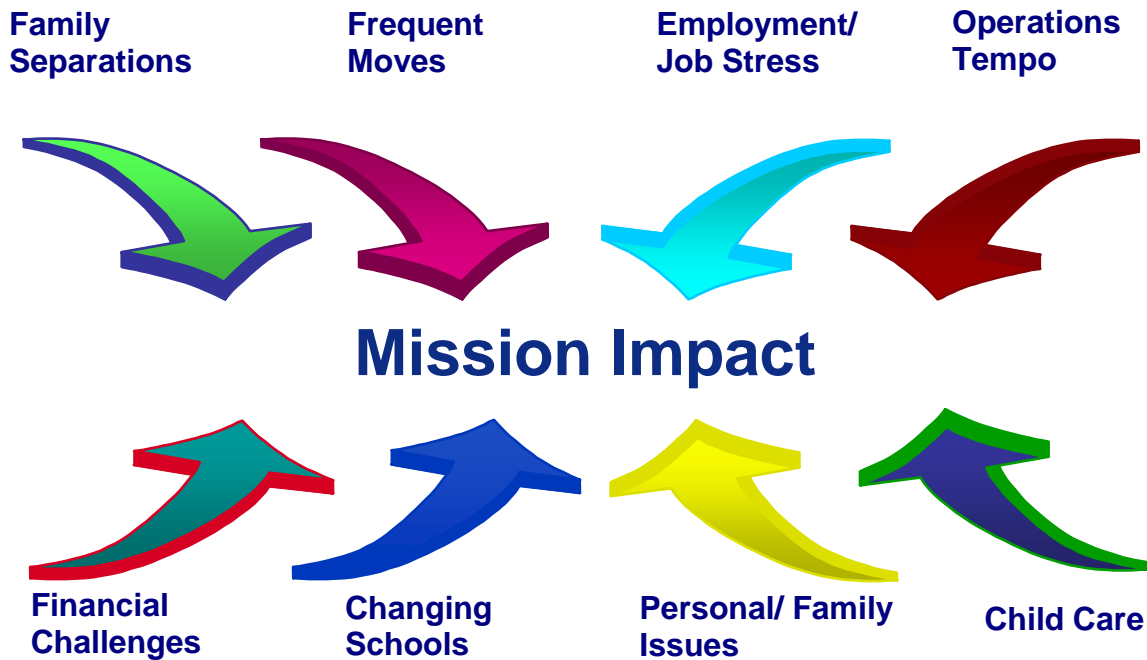 Family
Separations
Frequent
Moves
Employment/
Job Stress
Operations
Tempo
Mission Impact
Financial
Challenges
Changing
Schools
Personal/ Family
Issues
Child Care